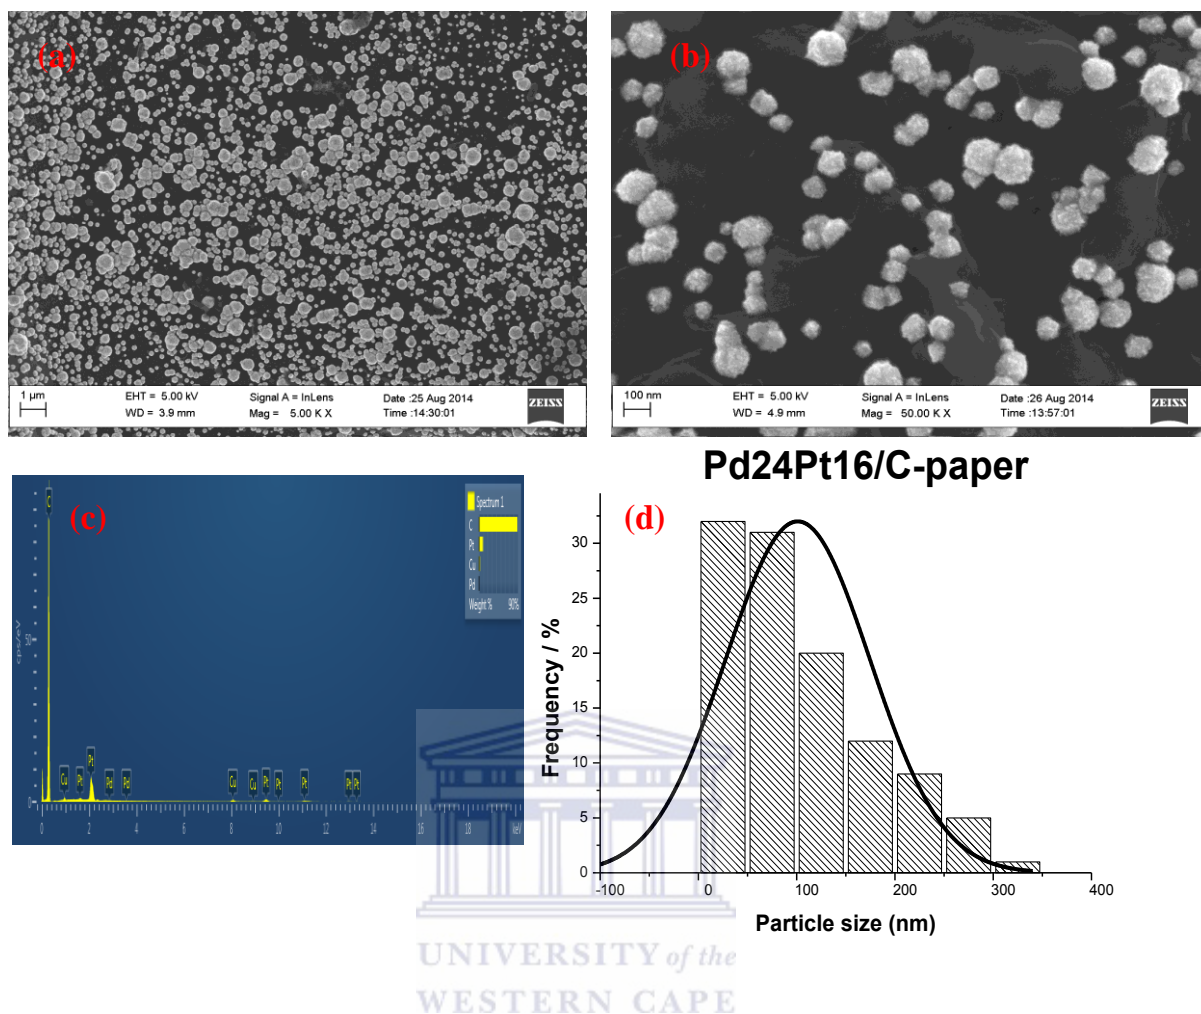 (a)
1 µm
EHT = 5.00 kV
WD = 3.9 mm
Signal A = InLens
Mag = 5.00 K X
Date :25 Aug 2014
Time :14:30:01
ZEISS
(b)
100 nm
EHT = 5.00 kV
WD = 4.9 mm
Signal A = InLens
Mag = 50.00 K X
Date :26 Aug 2014
Time :13:57:01
ZEISS
(c)
Spectrum 1
C
Pt
Cu
Pd
Weight % 90%
cps/eV
C
Cu Pt Pt Pd Pd Cu Cu Pt Pt Pt Pt Pt
0 2 4 6 8 10 12 14 16 18 keV
Pd24Pt16/C-paper
(d)
Frequency / %
30
25
20
15
10
5
0
-100 0 100 200 300 400
Particle size (nm)
UNIVERSITY of the
WESTERN CAPE